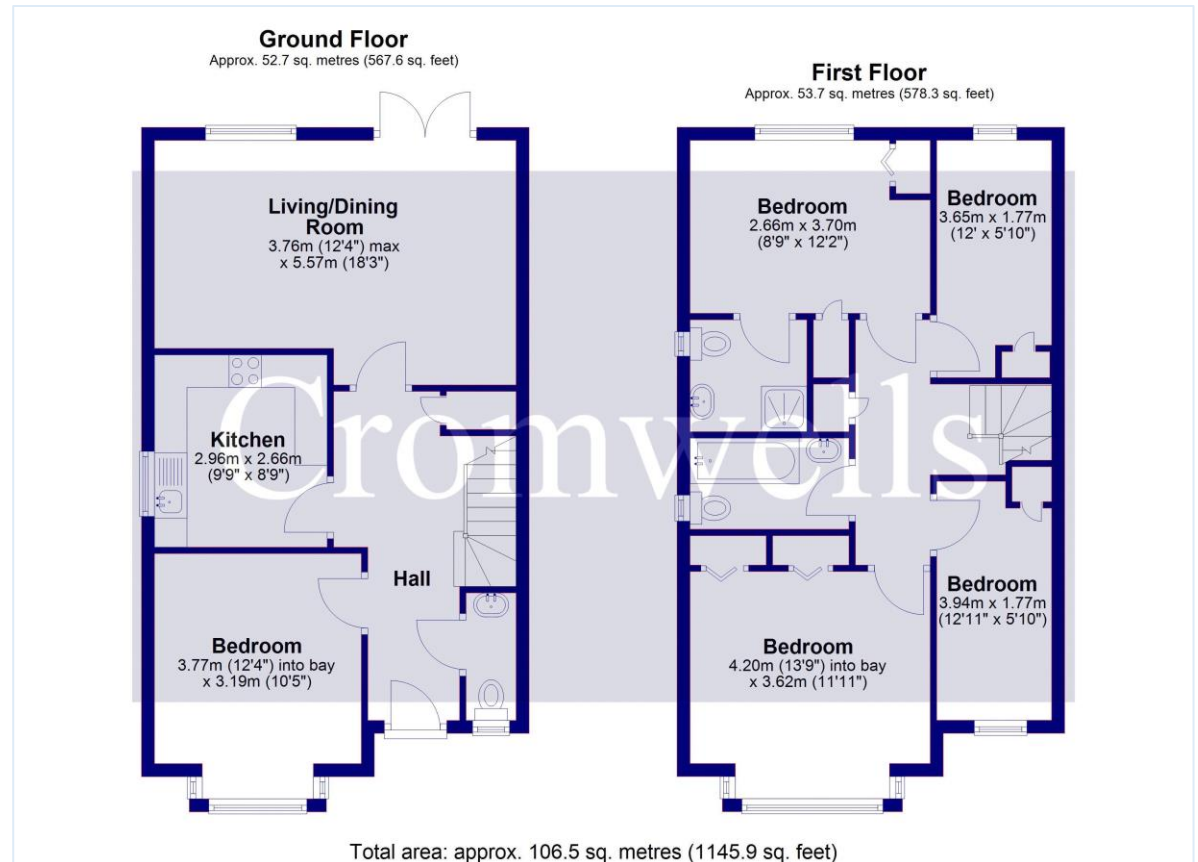 Ground Floor
Approx. 52.7 sq. metres (567.6 sq. feet)
Living/Dining
Room
3.76m (12'4") max
x 5.57m (18'3")
Kitchen
2.96m x 2.66m
(9'9" x 8'9")
Hall
Bedroom
3.77m (12'4") into bay
x 3.19m (10'5")
First Floor
Approx. 53.7 sq. metres (578.3 sq. feet)
Bedroom
2.66m x 3.70m
(8'9" x 12'2")
Bedroom
3.65m x 1.77m
(12' x 5'10")
Bedroom
4.20m (13'9") into bay
x 3.62m (11'11")
Bedroom
3.94m x 1.77m
(12'11" x 5'10")
Cromwells
Total area: approx. 106.5 sq. metres (1145.9 sq. feet)